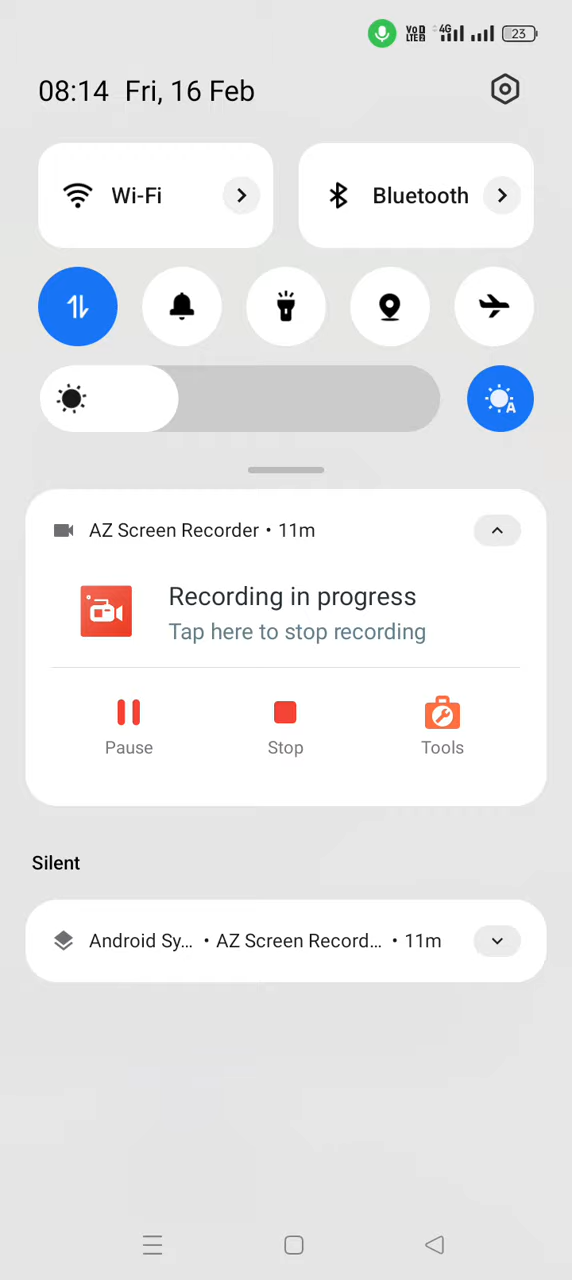 VoD LTE2 4G 23
08:14 Fri, 16 Feb
Wi-Fi
Bluetooth
A
AZ Screen Recorder • 11m
Recording in progress
Tap here to stop recording
Pause Stop Tools
Silent
Android Sy... • AZ Screen Record... • 11m